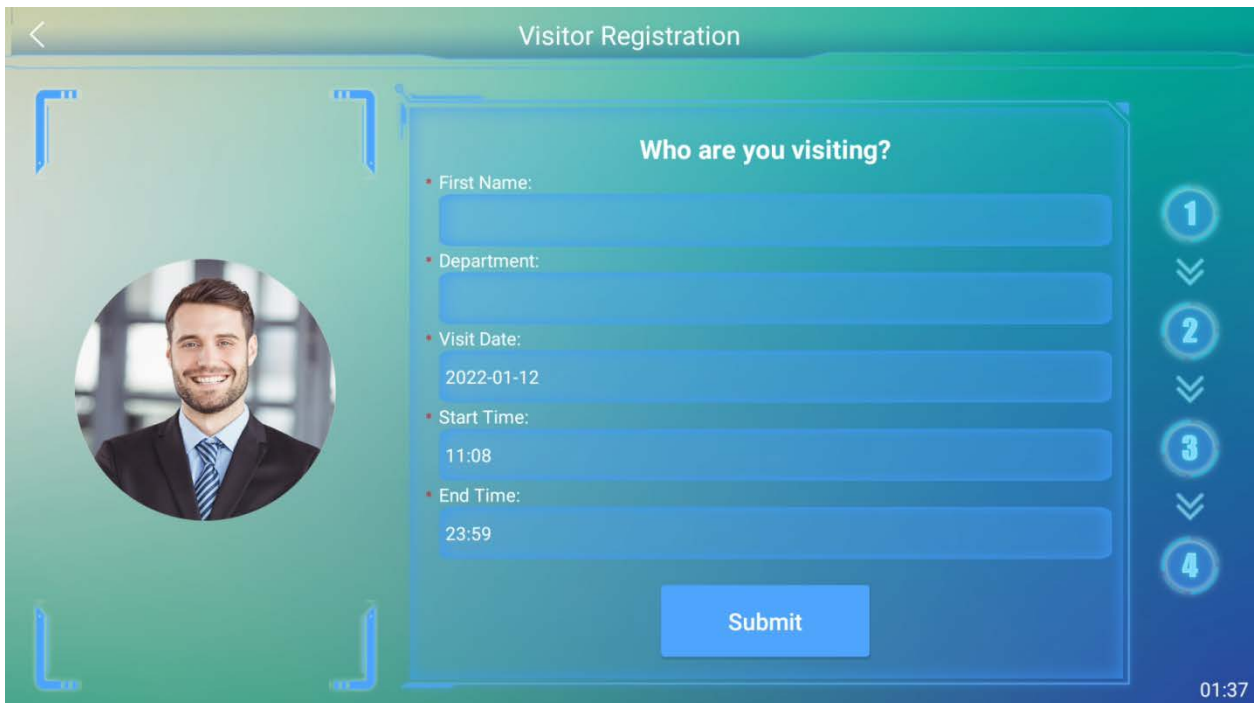 Visitor Registration
Who are you visiting?
* First Name:
* Department:
* Visit Date:
2022-01-12
* Start Time:
11:08
* End Time:
23:59
Submit
1
2
3
4
01:37